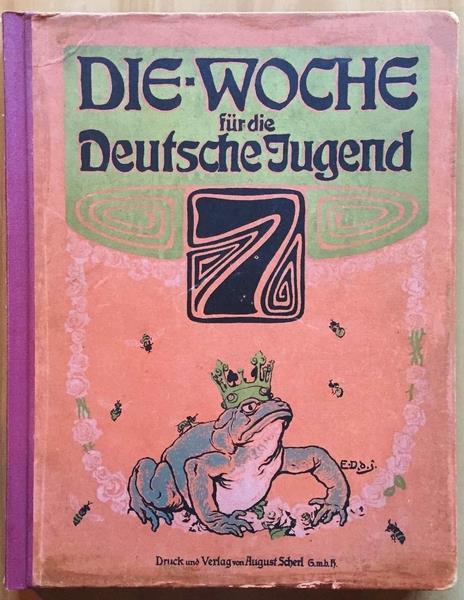 DIE-WOCHE
für die
Deutsche Jugend
7
E.D.d.j.
Druck und Verlag von August Scherl G.m.b.H.